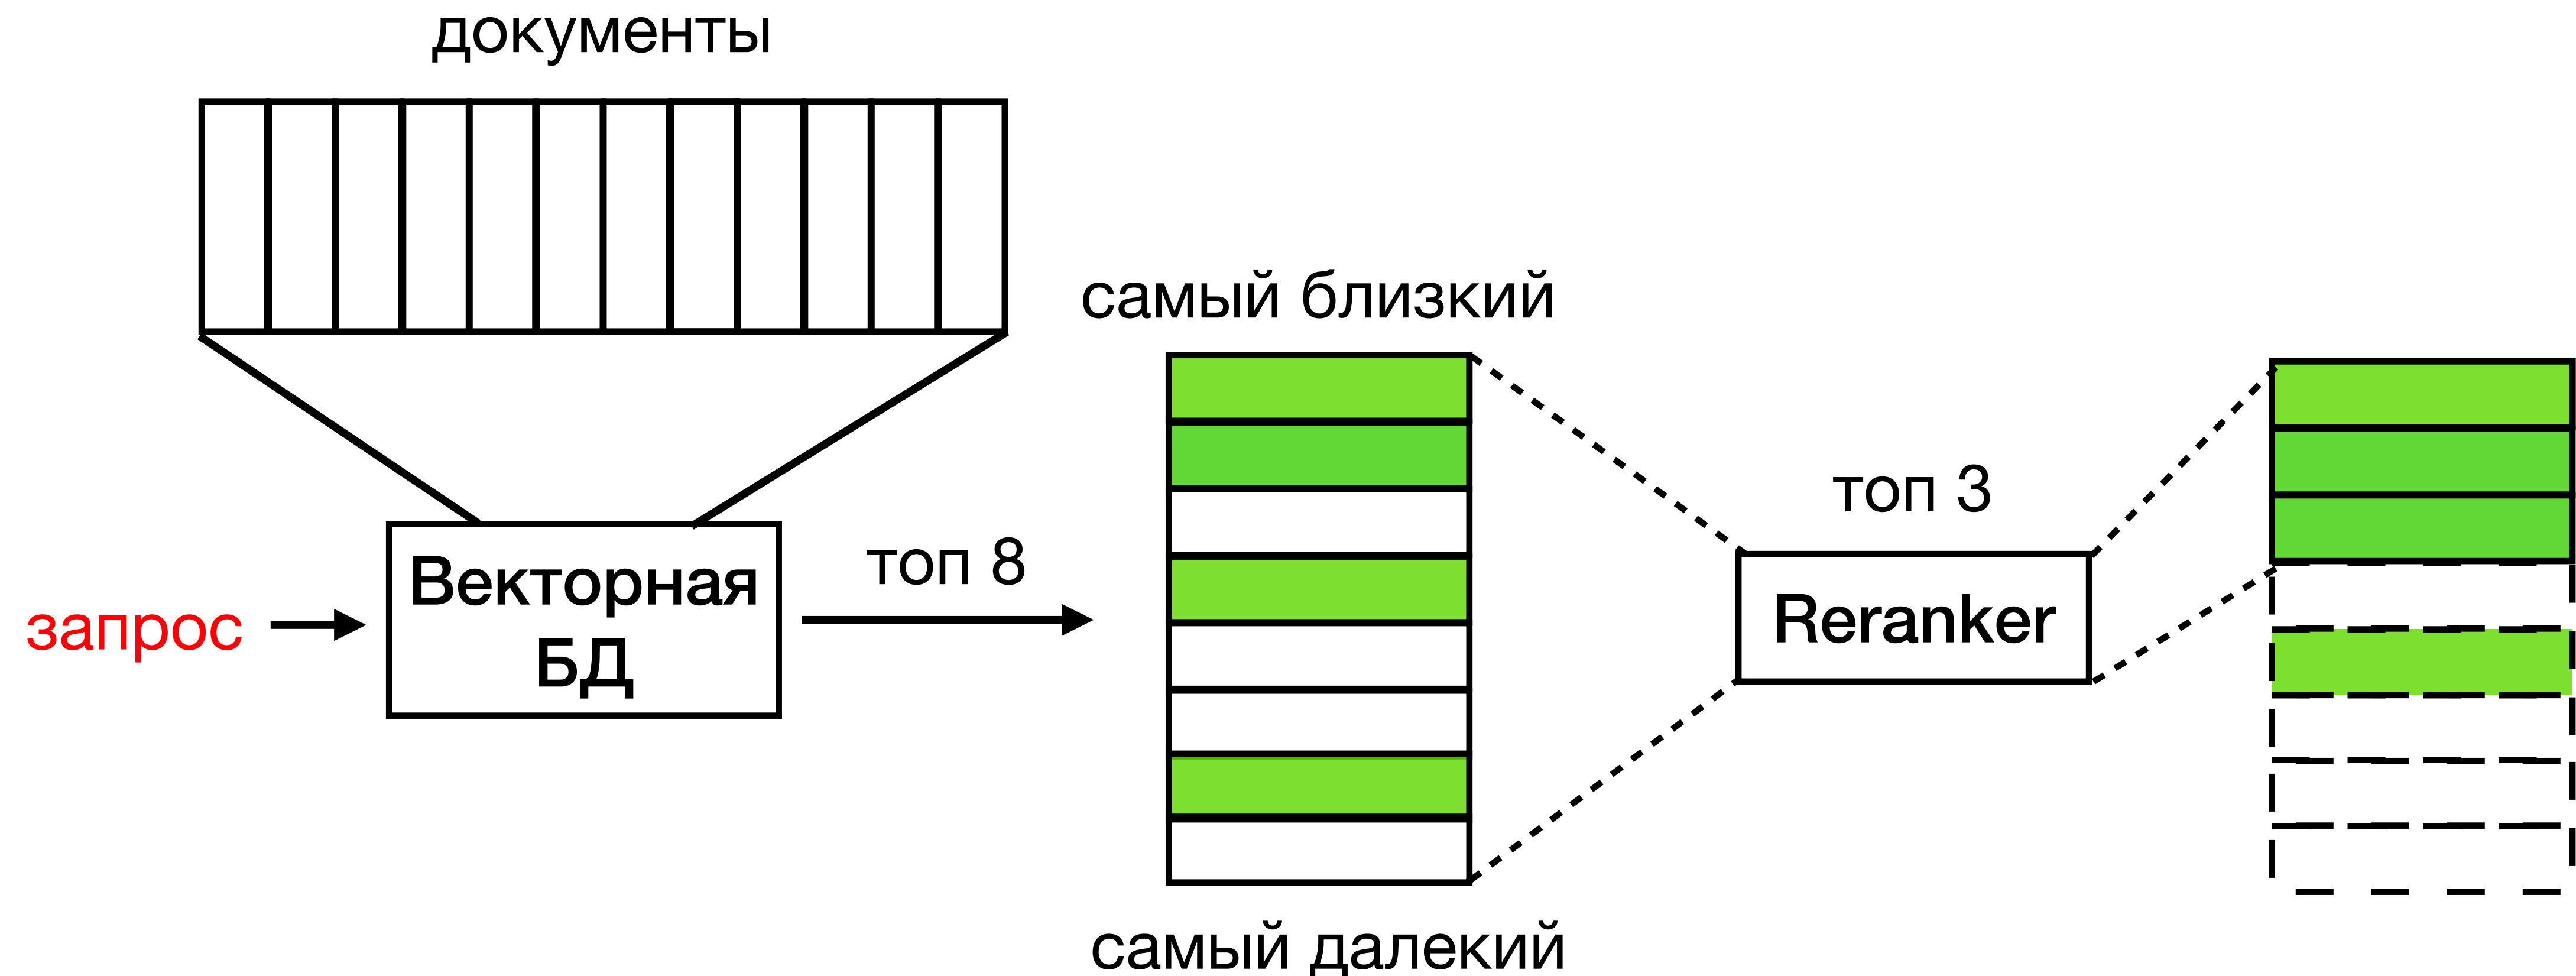 документы
самый близкий
топ 3
топ 8
Векторная
БД
запрос
Reranker
самый далекий